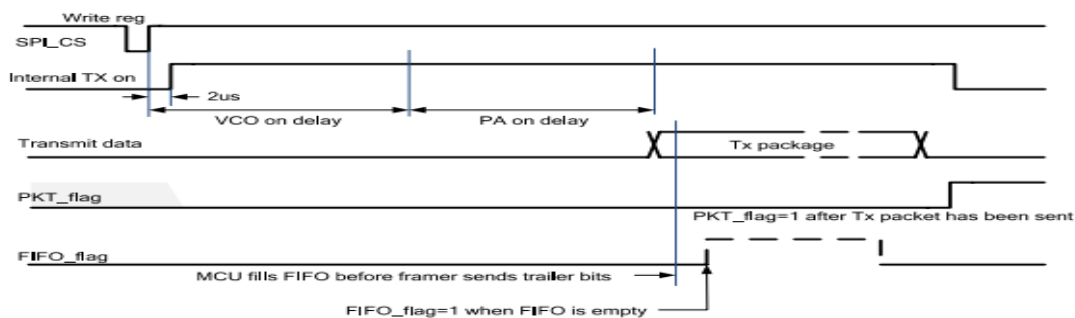 Write reg
SPI_CS
Internal TX on
2us
VCO on delay
PA on delay
Transmit data
Tx package
PKT_flag
PKT_flag=1 after Tx packet has been sent
FIFO_flag
MCU fills FIFO before framer sends trailer bits
FIFO_flag=1 when FIFO is empty